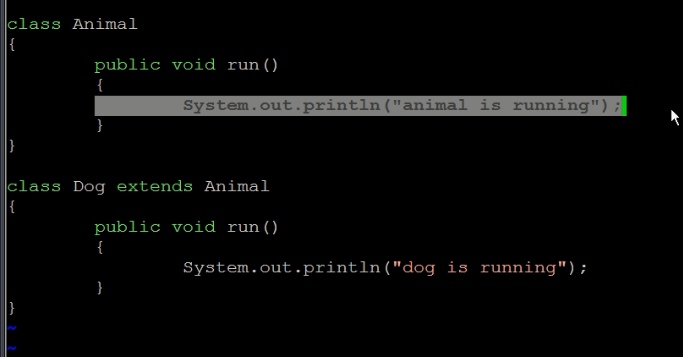 class Animal
{
        public void run()
        {
                System.out.println("animal is running");
        }
}

class Dog extends Animal
{
        public void run()
        {
                System.out.println("dog is running");
        }
}
~
~